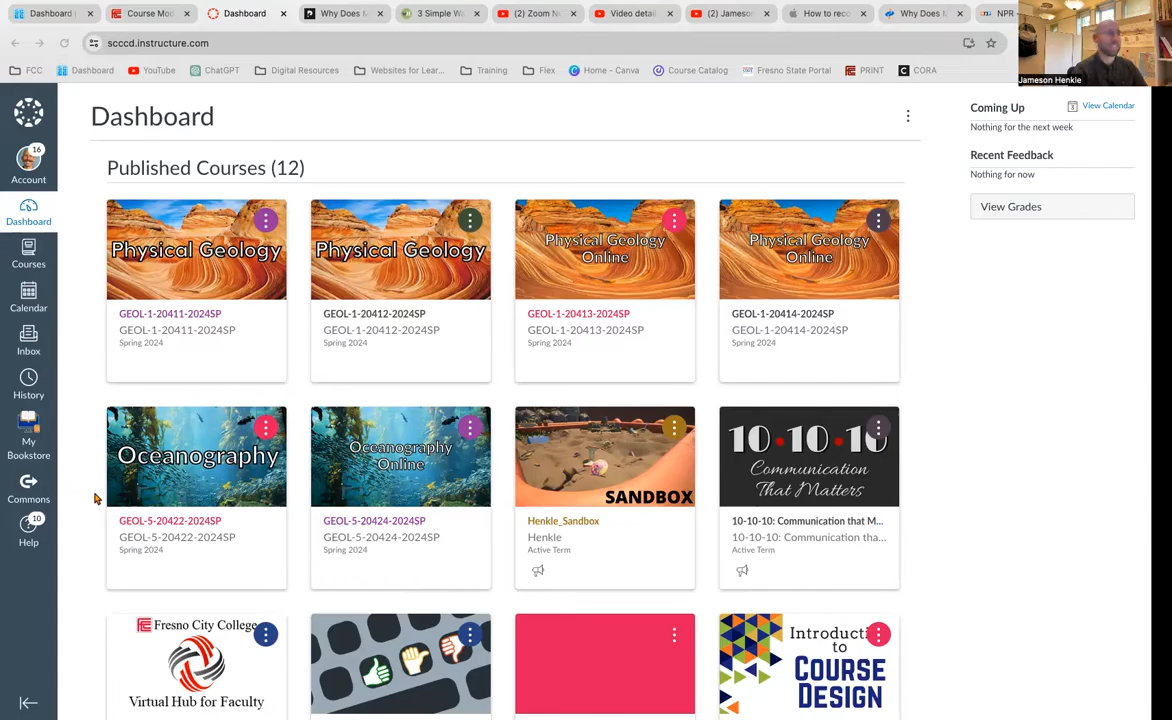 Dashboard (
Course Mod
Dashboard
Why Does M
3 Simple Wa
(2) Zoom N
Video detail
(2) Jameson
How to reco
Why Does M
NPR -
scccd.instructure.com
FCC
Dashboard
YouTube
ChatGPT
Digital Resources
Websites for Lear...
Training
Flex
Home - Canva
Course Catalog
Fresno State Portal
PRINT
CORA
Jameson Henkle
16
Account
Dashboard
Courses
Calendar
Inbox
History
My
Bookstore
Commons
10
Help
Dashboard
Published Courses (12)
Physical Geology
GEOL-1-20411-2024SP
GEOL-1-20411-2024SP
Spring 2024
Physical Geology
GEOL-1-20412-2024SP
GEOL-1-20412-2024SP
Spring 2024
Physical Geology
Online
GEOL-1-20413-2024SP
GEOL-1-20413-2024SP
Spring 2024
Physical Geology
Online
GEOL-1-20414-2024SP
GEOL-1-20414-2024SP
Spring 2024
Oceanography
GEOL-5-20422-2024SP
GEOL-5-20422-2024SP
Spring 2024
Oceanography
Online
GEOL-5-20424-2024SP
GEOL-5-20424-2024SP
Spring 2024
SANDBOX
Henkle_Sandbox
Henkle
Active Term
10•10•10
Communication
That Matters
10-10-10: Communication that M...
10-10-10: Communication tha...
Active Term
Fresno City College
Virtual Hub for Faculty
Introducti
to
COURSE
DESIGN
Coming Up
View Calendar
Nothing for the next week
Recent Feedback
Nothing for now
View Grades